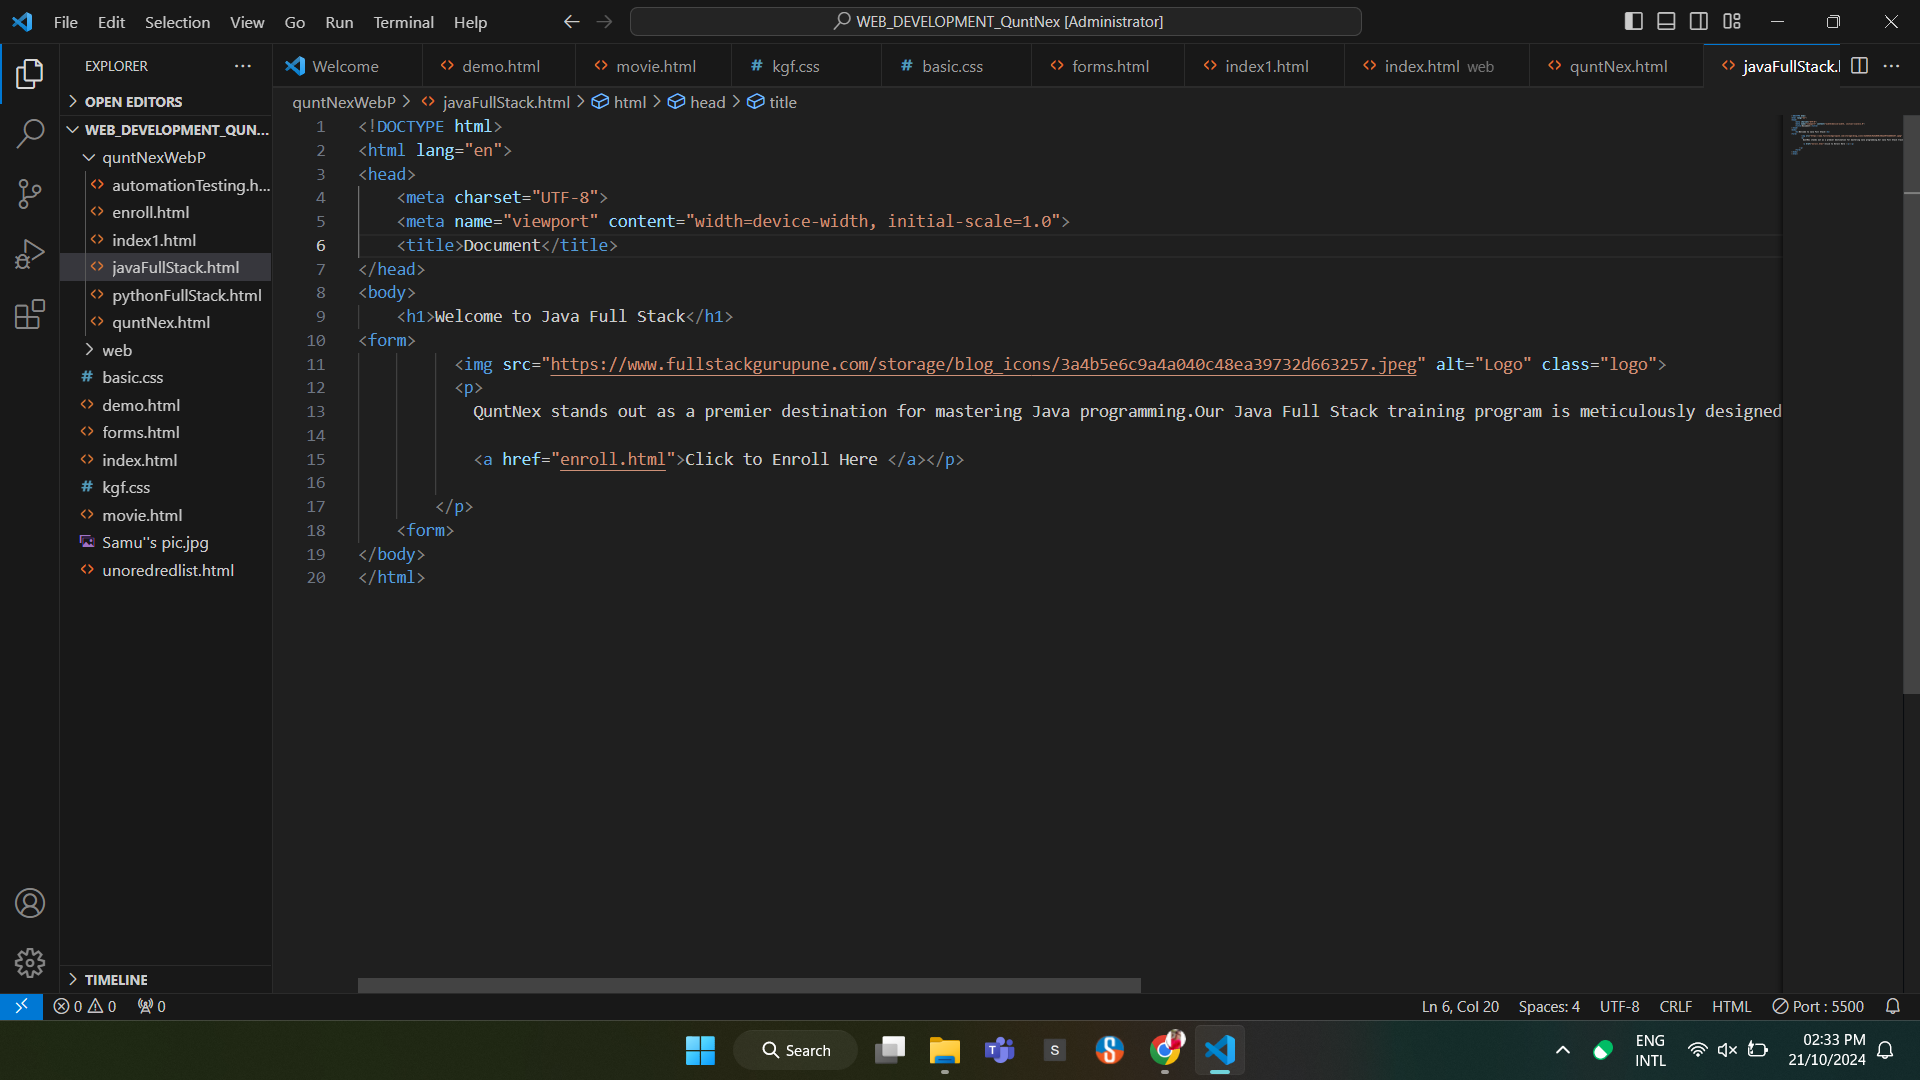 File Edit Selection View Go Run Terminal Help
WEB_DEVELOPMENT_QuntNex [Administrator]
EXPLORER
OPEN EDITORS
WEB_DEVELOPMENT_QUN...
quntNexWebP
automationTesting.h...
enroll.html
index1.html
javaFullStack.html
pythonFullStack.html
quntNex.html
web
basic.css
demo.html
forms.html
index.html
kgf.css
movie.html
Samu''s pic.jpg
unoredredlist.html
TIMELINE
Welcome demo.html movie.html kgf.css basic.css forms.html index1.html index.html web quntNex.html javaFullStack.
quntNexWebP > javaFullStack.html > html > head > title
1 <!DOCTYPE html>
2 <html lang="en">
3 <head>
4 <meta charset="UTF-8">
5 <meta name="viewport" content="width=device-width, initial-scale=1.0">
6 <title>Document</title>
7 </head>
8 <body>
9 <h1>Welcome to Java Full Stack</h1>
10 <form>
11 <img src="https://www.fullstackgurupune.com/storage/blog_icons/3a4b5e6c9a4a040c48ea39732d663257.jpeg" alt="Logo" class="logo">
12 <p>
13 QuntNex stands out as a premier destination for mastering Java programming.Our Java Full Stack training program is meticulously designed
14
15 <a href="enroll.html">Click to Enroll Here </a></p>
16
17 </p>
18 <form>
19 </body>
20 </html>
0 0 0
Ln 6, Col 20 Spaces: 4 UTF-8 CRLF HTML Port : 5500
Search
ENG
INTL
02:33 PM
21/10/2024